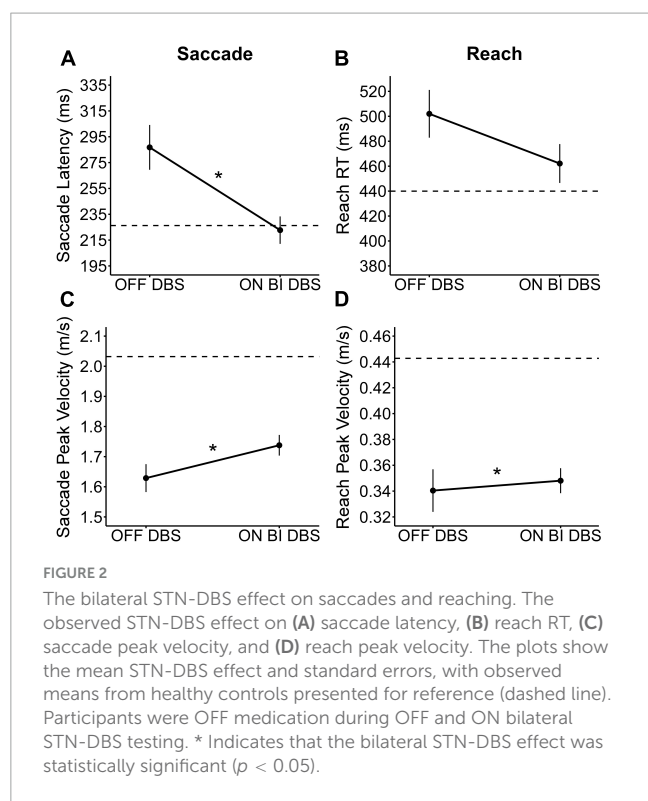 Saccade
Reach
A
B
335
315
295
275
255
235
215
195
Saccade Latency (ms)
*
OFF DBS
ON BI DBS
520
500
480
460
440
420
400
380
Reach RT (ms)
OFF DBS
ON BI DBS
C
D
2.1
2.0
1.9
1.8
1.7
1.6
1.5
Saccade Peak Velocity (m/s)
*
OFF DBS
ON BI DBS
0.46
0.44
0.42
0.40
0.38
0.36
0.34
0.32
Reach Peak Velocity (m/s)
*
OFF DBS
ON BI DBS
FIGURE 2
The bilateral STN-DBS effect on saccades and reaching. The
observed STN-DBS effect on (A) saccade latency, (B) reach RT, (C)
saccade peak velocity, and (D) reach peak velocity. The plots show
the mean STN-DBS effect and standard errors, with observed
means from healthy controls presented for reference (dashed line).
Participants were OFF medication during OFF and ON bilateral
STN-DBS testing. * Indicates that the bilateral STN-DBS effect was
statistically significant (p < 0.05).